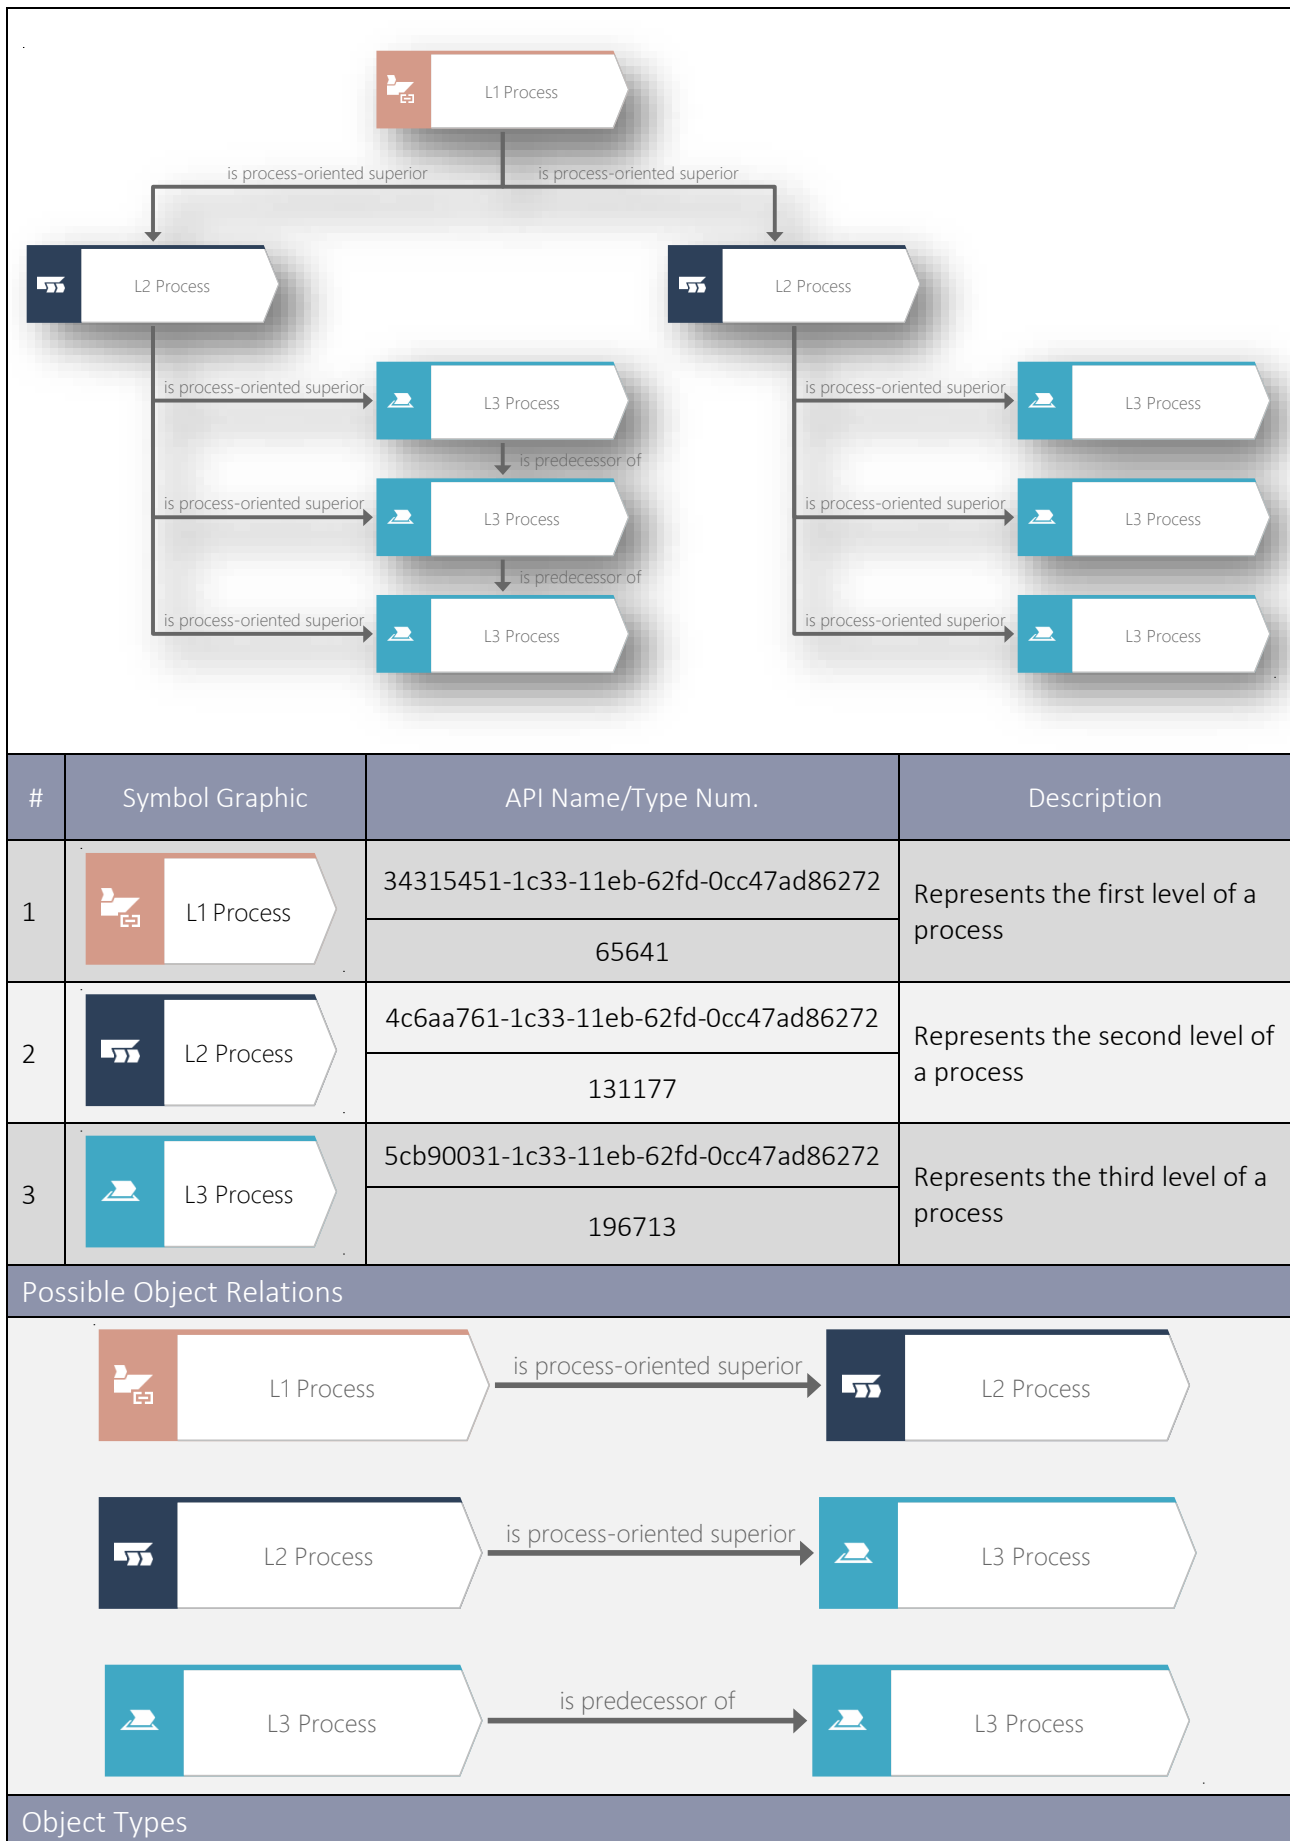 L1 Process
is process-oriented superior is process-oriented superior
L2 Process L2 Process
is process-oriented superior is process-oriented superior
L3 Process L3 Process
is predecessor of
is process-oriented superior is process-oriented superior
L3 Process L3 Process
is predecessor of
is process-oriented superior is process-oriented superior
L3 Process L3 Process
# Symbol Graphic API Name/Type Num. Description
1 L1 Process 34315451-1c33-11eb-62fd-0cc47ad86272 Represents the first level of a
65641 process
2 L2 Process 4c6aa761-1c33-11eb-62fd-0cc47ad86272 Represents the second level of
131177 a process
3 L3 Process 5cb90031-1c33-11eb-62fd-0cc47ad86272 Represents the third level of a
196713 process
Possible Object Relations
L1 Process is process-oriented superior L2 Process
L2 Process is process-oriented superior L3 Process
L3 Process is predecessor of L3 Process
Object Types